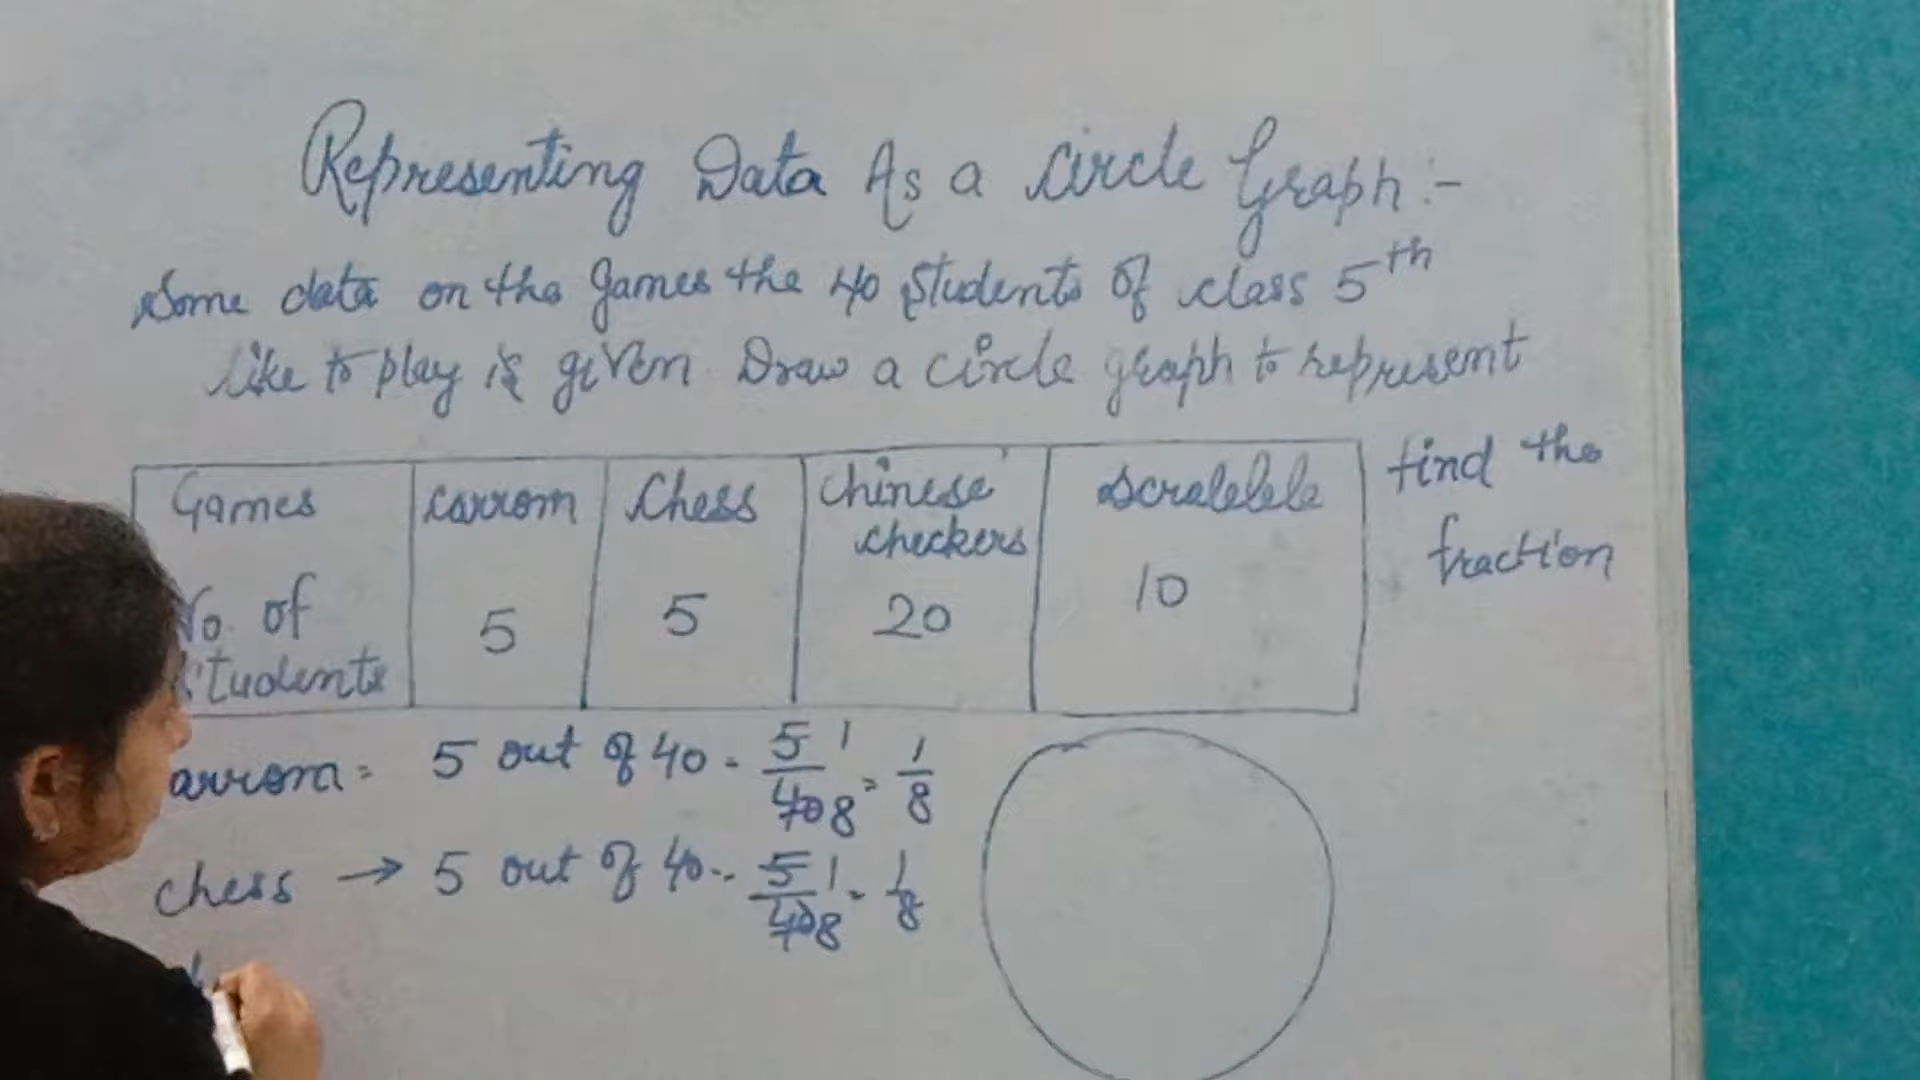 Representing Data As a Circle Graph :-
Some data on the Games the 40 Students of class 5th
like to play is given. Draw a circle graph to represent
find the
fraction
Games Carrom Chess Chinese checkers Scrabble
No. of Students 5 5 20 10
arrom = 5 out of 40 = 5/40 1/8 = 1/8
chess → 5 out of 40 = 5/40 1/8 = 1/8